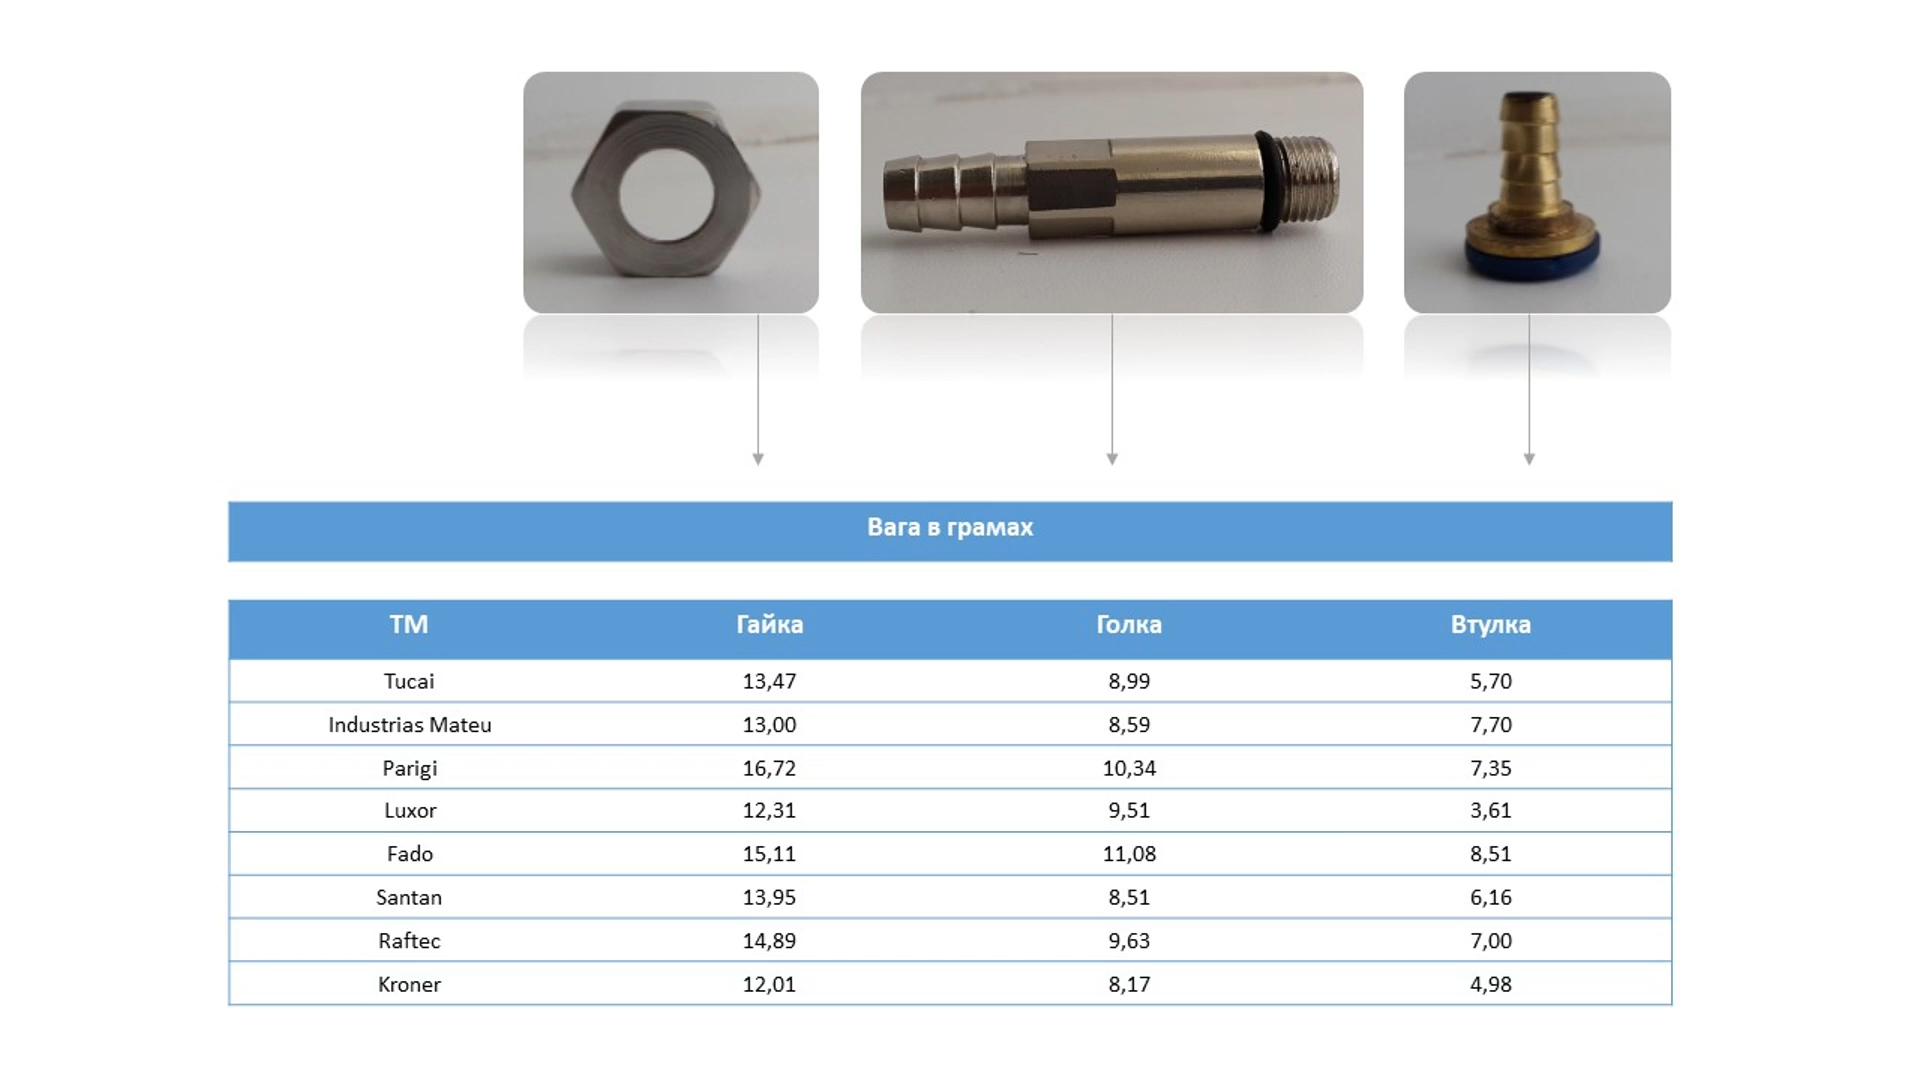 Вага в грамах
ТМ Гайка Голка Втулка
Tucai 13,47 8,99 5,70
Industrias Mateu 13,00 8,59 7,70
Parigi 16,72 10,34 7,35
Luxor 12,31 9,51 3,61
Fado 15,11 11,08 8,51
Santan 13,95 8,51 6,16
Raftec 14,89 9,63 7,00
Kroner 12,01 8,17 4,98